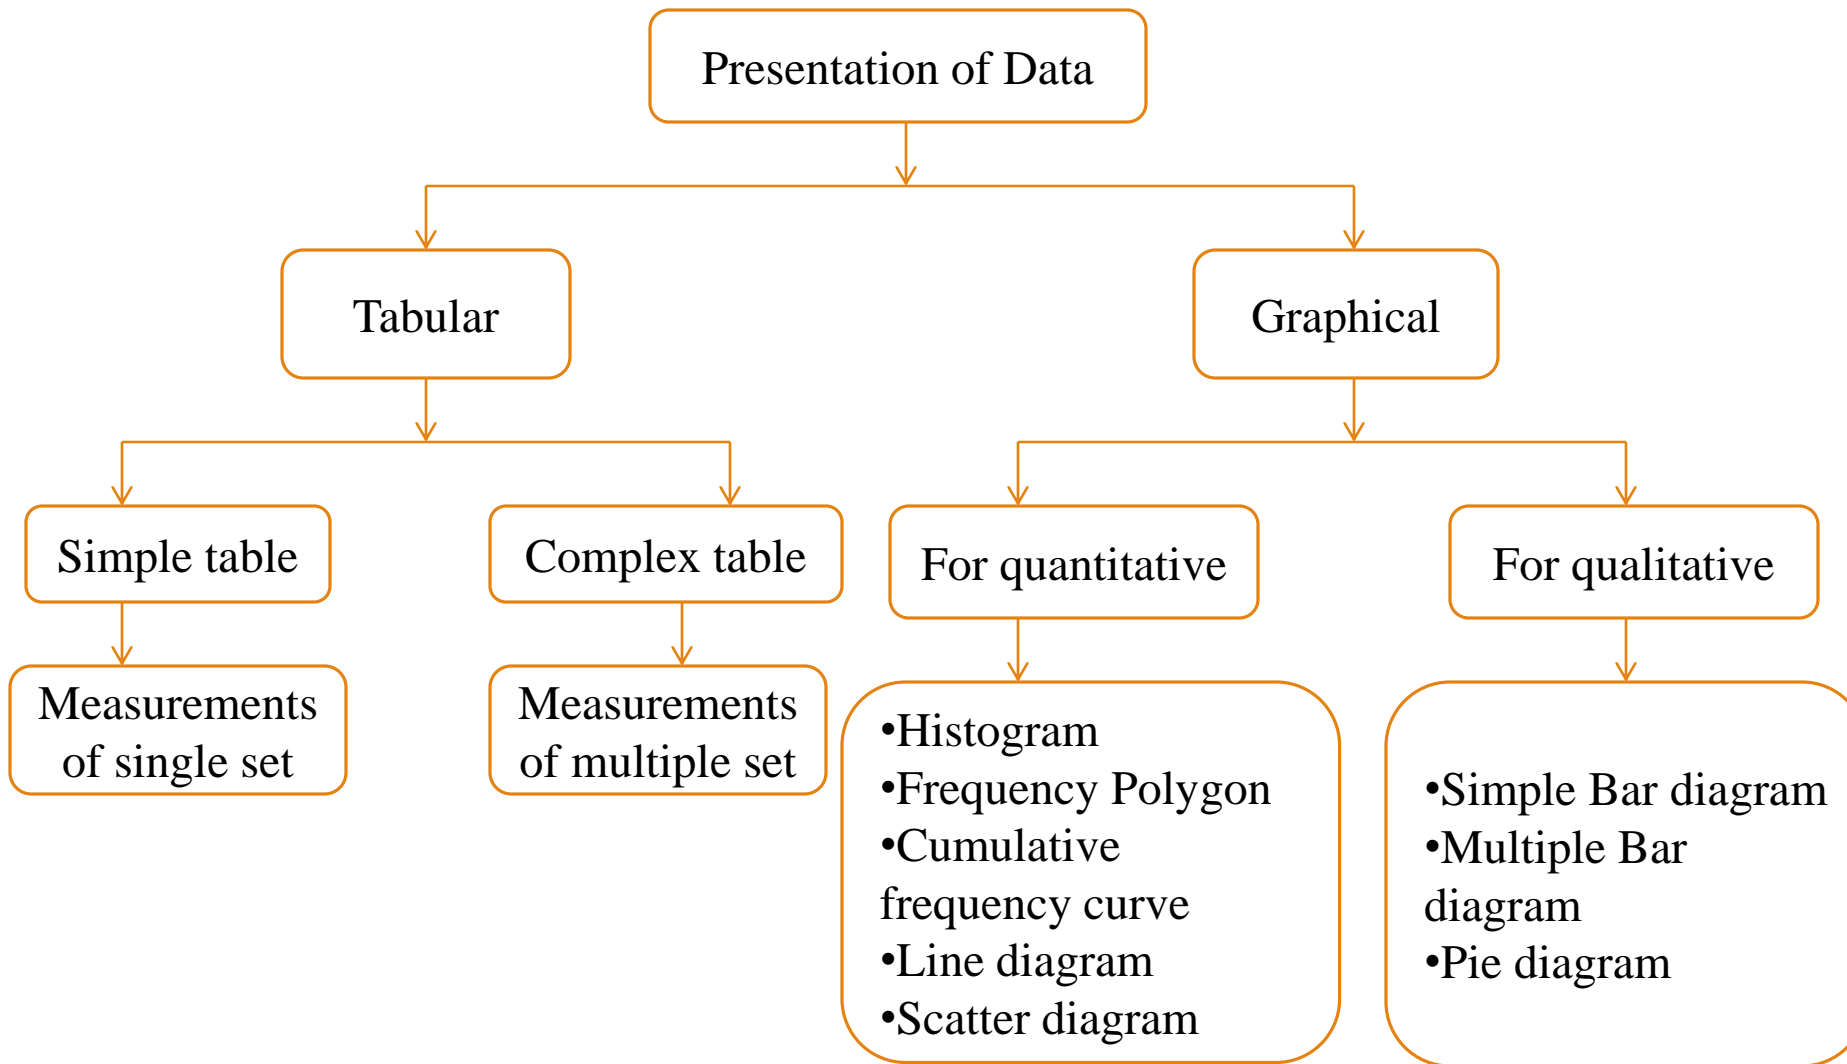 Presentation of Data
Tabular
Graphical
Simple table
Complex table
For quantitative
For qualitative
Measurements
of single set
Measurements
of multiple set
•Histogram
•Frequency Polygon
•Cumulative
frequency curve
•Line diagram
•Scatter diagram
•Simple Bar diagram
•Multiple Bar
diagram
•Pie diagram